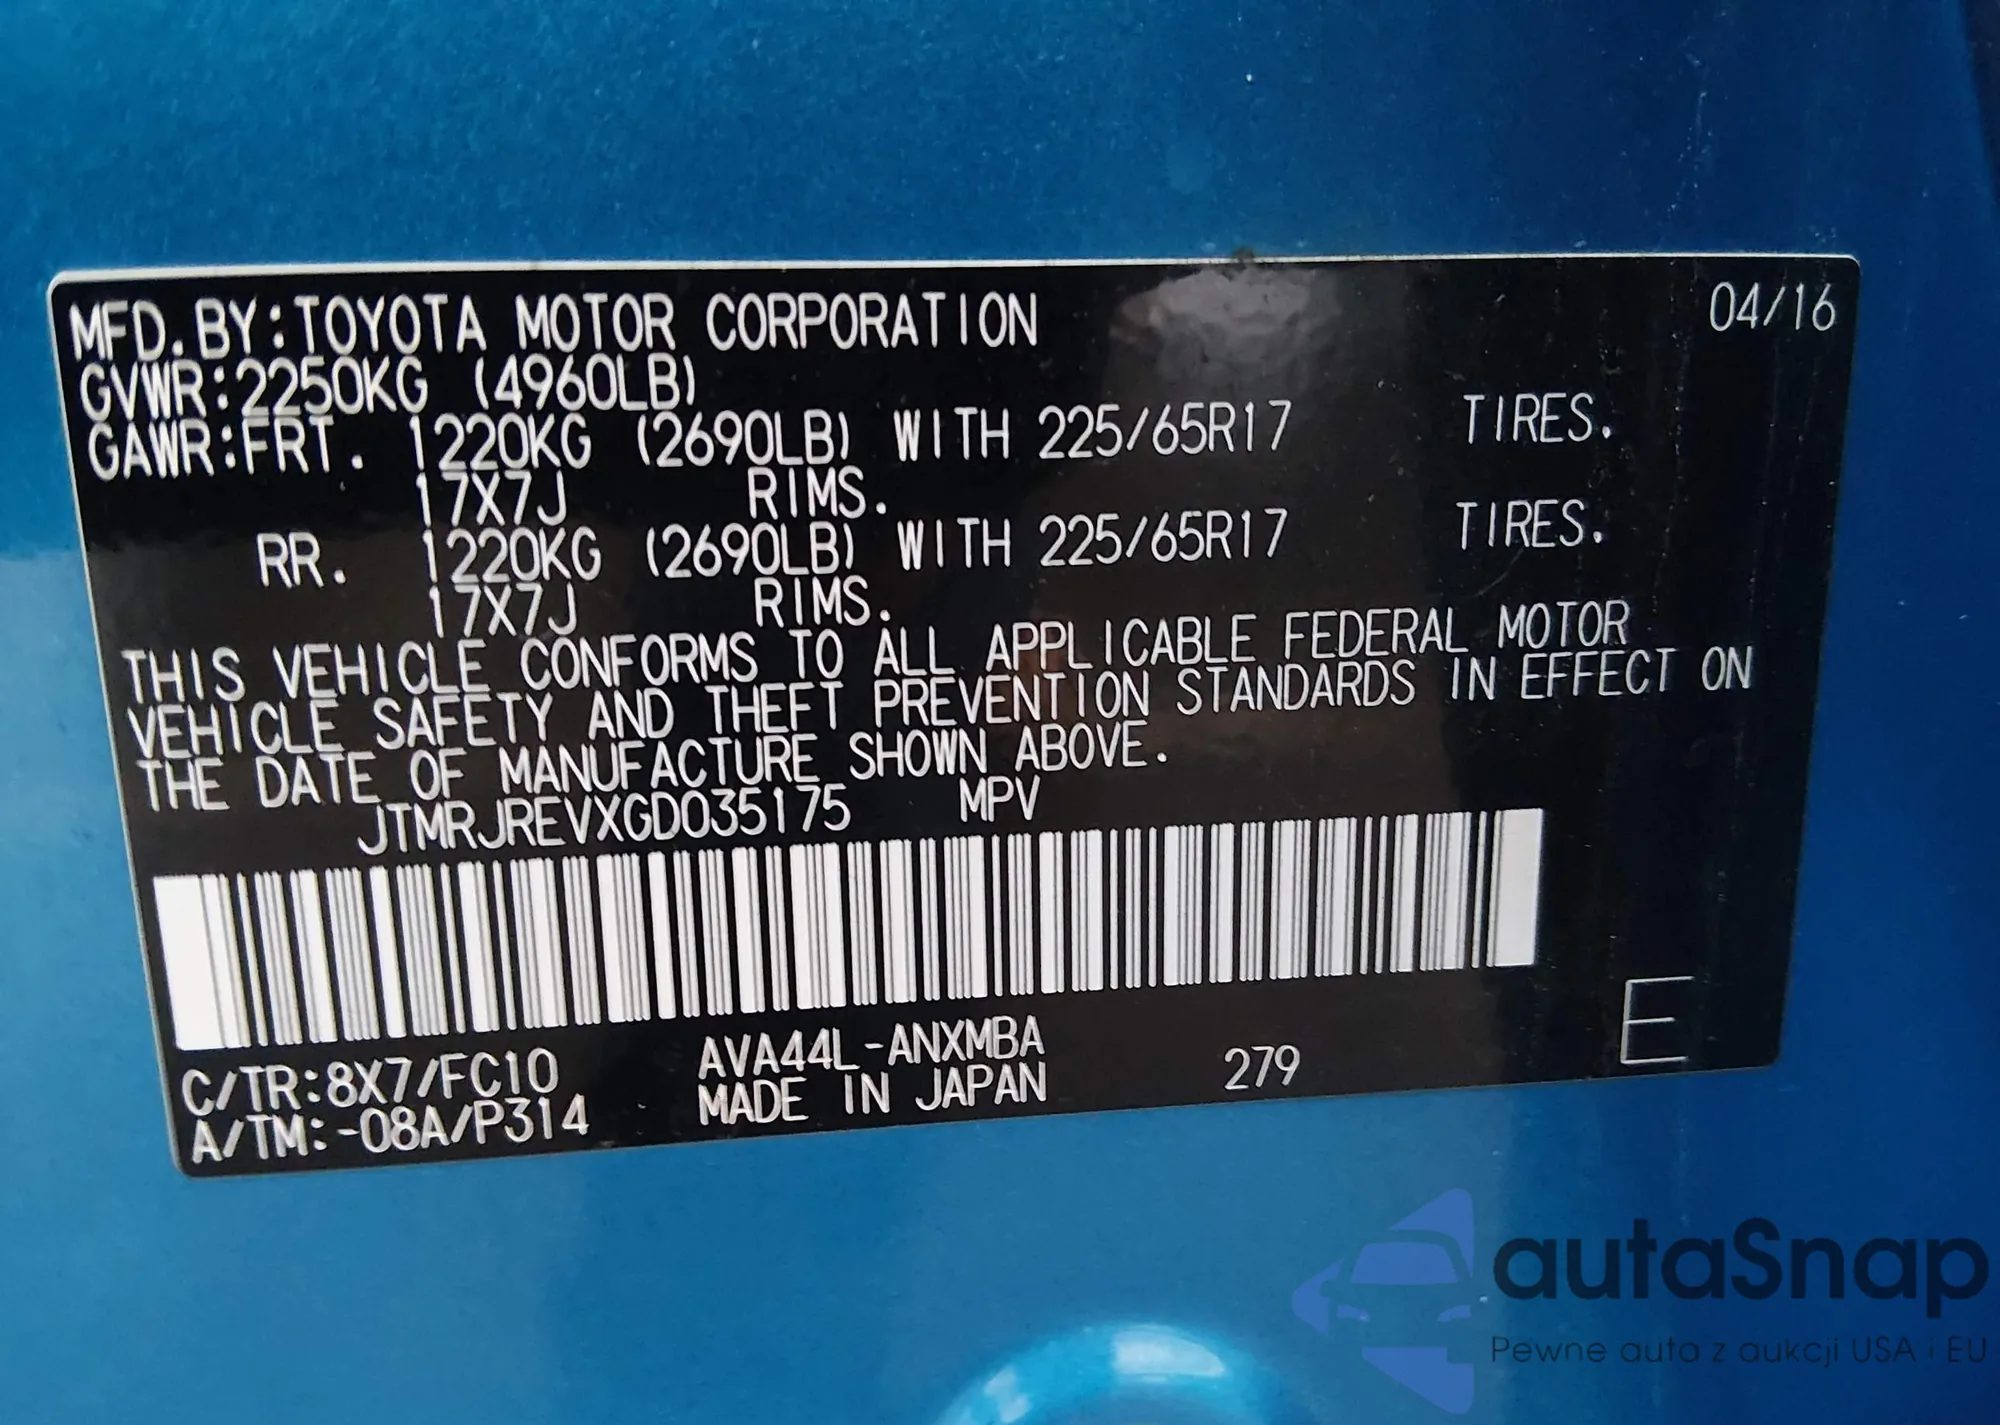 MFD.BY:TOYOTA MOTOR CORPORATION 04/16
GVWR:2250KG (4960LB)
GAWR:FRT. 1220KG (2690LB) WITH 225/65R17 TIRES.
17X7J RIMS.
RR. 1220KG (2690LB) WITH 225/65R17 TIRES.
17X7J RIMS.
THIS VEHICLE CONFORMS TO ALL APPLICABLE FEDERAL MOTOR
VEHICLE SAFETY AND THEFT PREVENTION STANDARDS IN EFFECT ON
THE DATE OF MANUFACTURE SHOWN ABOVE.
JTMRJREVXGD035175 MPV
C/TR:8X7/FC10 AVA44L-ANXMBA 279 E
A/TM:-08A/P314 MADE IN JAPAN
autaSnap
Pewne auta z aukcji USA i EU